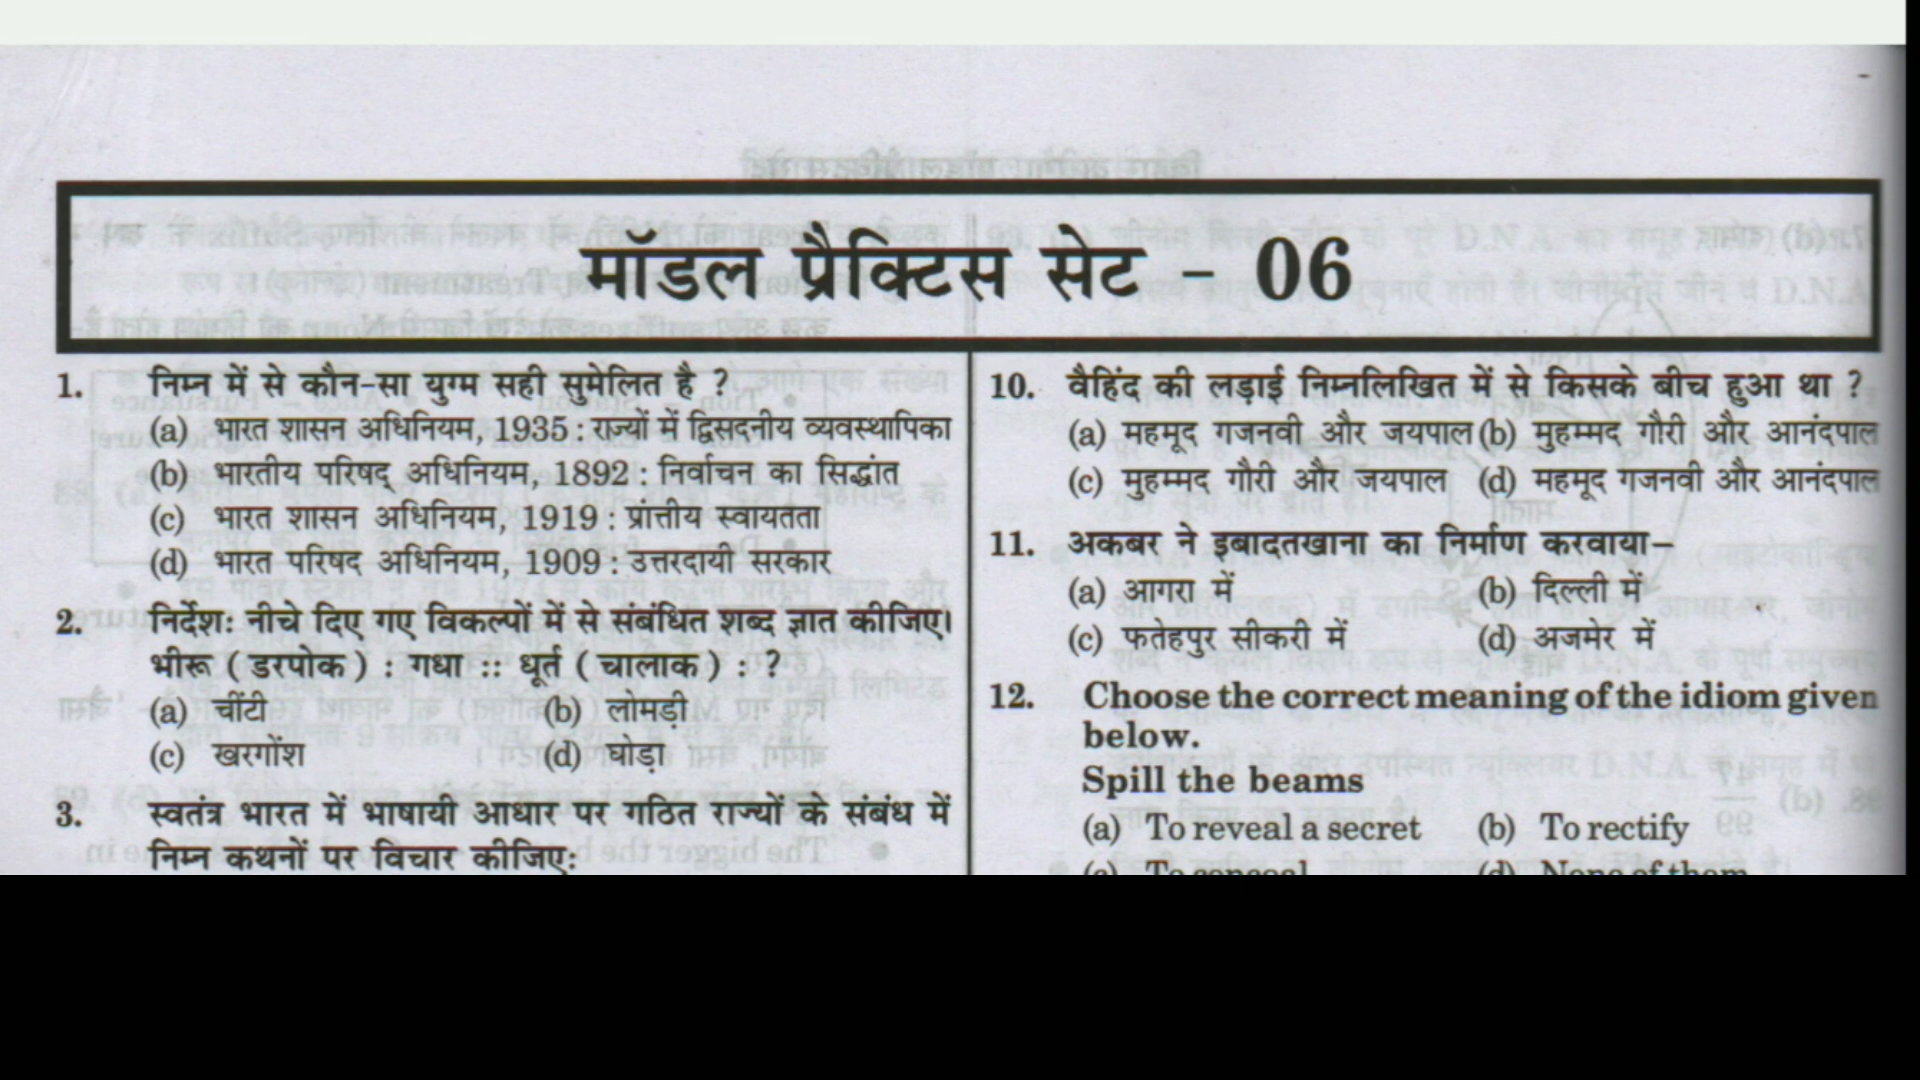 मॉडल प्रैक्टिस सेट – 06
1. निम्न में से कौन-सा युग्म सही सुमेलित है ?
(a) भारत शासन अधिनियम, 1935 : राज्यों में द्विसदनीय व्यवस्थापिका
(b) भारतीय परिषद् अधिनियम, 1892 : निर्वाचन का सिद्धांत
(c) भारत शासन अधिनियम, 1919 : प्रांत्तीय स्वायतता
(d) भारत परिषद अधिनियम, 1909 : उत्तरदायी सरकार
2. निर्देशः नीचे दिए गए विकल्पों में से संबंधित शब्द ज्ञात कीजिए।
भीरू ( डरपोक ) : गधा :: धूर्त ( चालाक ) : ?
(a) चींटी (b) लोमड़ी
(c) खरगोंश (d) घोड़ा
3. स्वतंत्र भारत में भाषायी आधार पर गठित राज्यों के संबंध में
निम्न कथनों पर विचार कीजिएः
10. वैहिंद की लड़ाई निम्नलिखित में से किसके बीच हुआ था ?
(a) महमूद गजनवी और जयपाल (b) मुहम्मद गौरी और आनंदपाल
(c) मुहम्मद गौरी और जयपाल (d) महमूद गजनवी और आनंदपाल
11. अकबर ने इबादतखाना का निर्माण करवाया–
(a) आगरा में (b) दिल्ली में
(c) फतेहपुर सीकरी में (d) अजमेर में
12. Choose the correct meaning of the idiom given
below.
Spill the beams
(a) To reveal a secret (b) To rectify
(c) To conceal (d) None of them